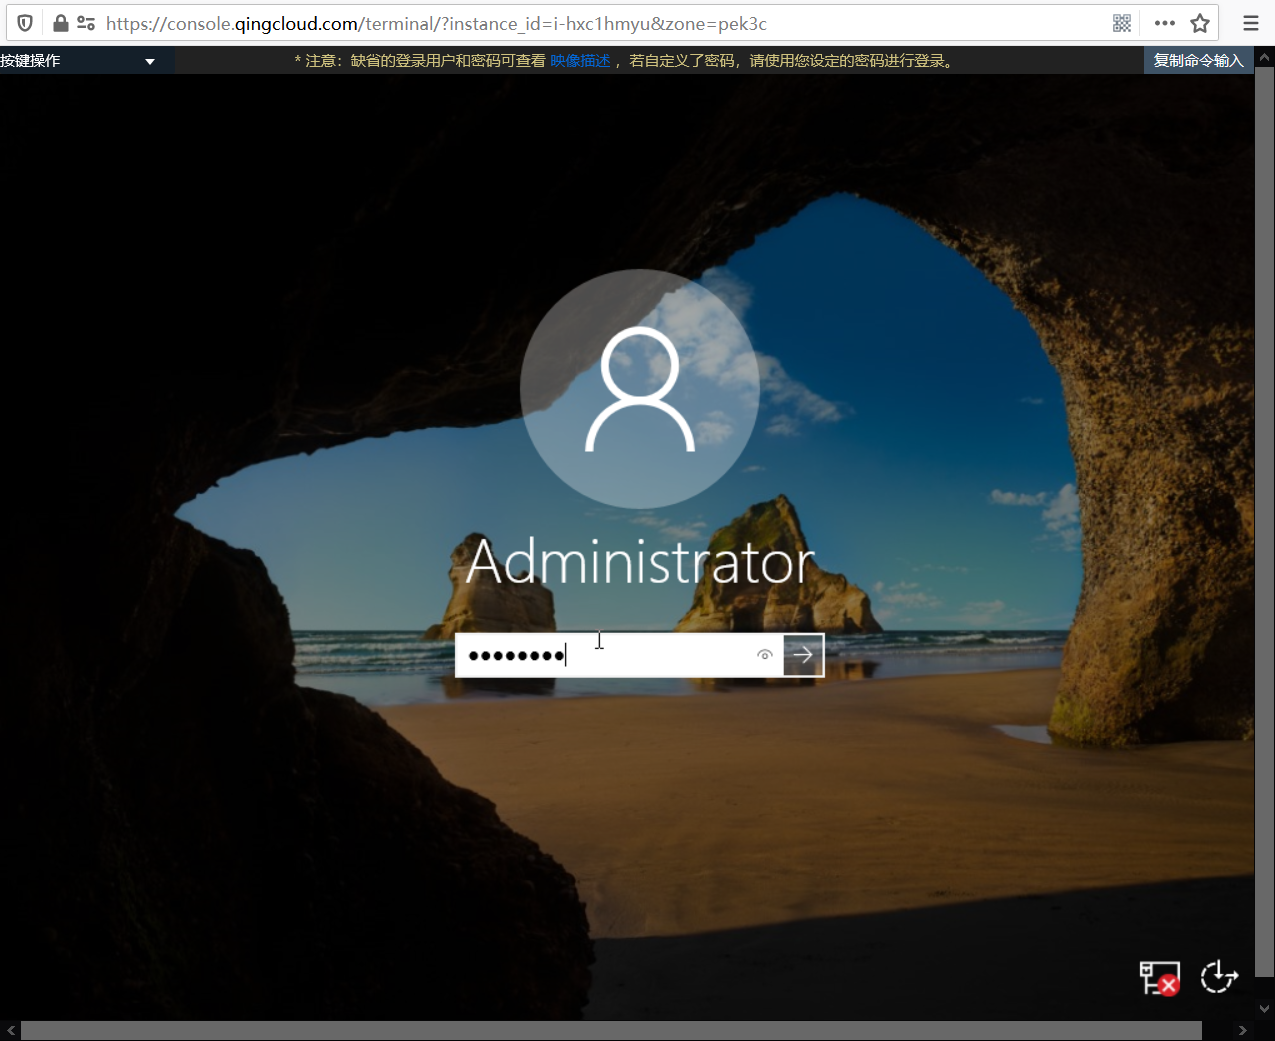 https://console.qingcloud.com/terminal/?instance_id=i-hxc1hmyu&zone=pek3c
按键操作
* 注意：缺省的登录用户和密码可查看 映像描述 ，若自定义了密码，请使用您设定的密码进行登录。
复制命令输入
Administrator